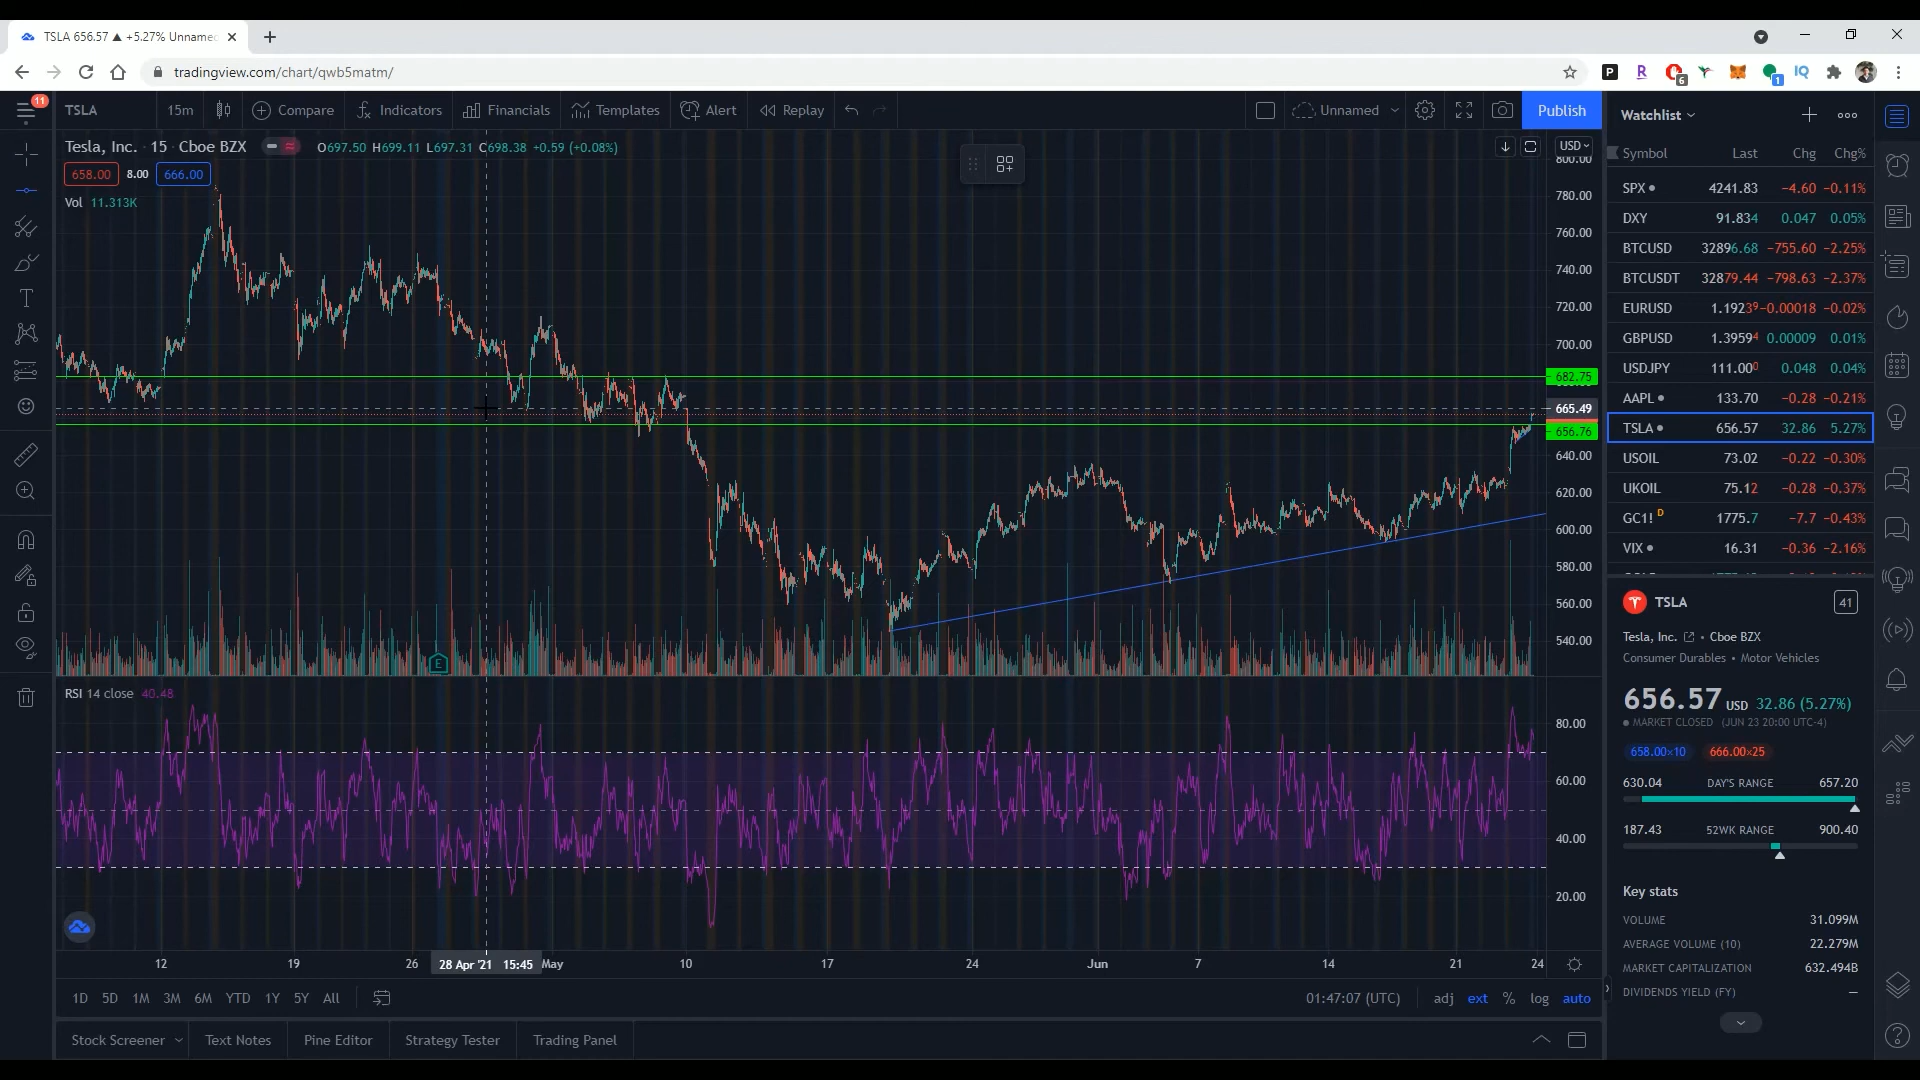 TSLA 656.57 ▲ +5.27% Unnamed
tradingview.com/chart/qwb5matm/
11
TSLA 15m Compare Indicators Financials Templates Alert Replay Unnamed Publish
Tesla, Inc. · 15 · Cboe BZX O697.50 H699.11 L697.31 C698.38 +0.59 (+0.08%)
658.00 8.00 666.00
Vol 11.313K
USD
800.00
780.00
760.00
740.00
720.00
700.00
682.75
665.49
656.76
640.00
620.00
600.00
580.00
560.00
540.00
E
RSI 14 close 40.48
80.00
60.00
40.00
20.00
12 19 26 28 Apr '21 15:45 May 10 17 24 Jun 7 14 21 24
1D 5D 1M 3M 6M YTD 1Y 5Y All 01:47:07 (UTC) adj ext % log auto
Stock Screener Text Notes Pine Editor Strategy Tester Trading Panel
Watchlist
Symbol Last Chg Chg%
SPX 4241.83 −4.60 −0.11%
DXY 91.834 0.047 0.05%
BTCUSD 32896.68 −755.60 −2.25%
BTCUSDT 32879.44 −798.63 −2.37%
EURUSD 1.19239 −0.00018 −0.02%
GBPUSD 1.39594 0.00009 0.01%
USDJPY 111.000 0.048 0.04%
AAPL 133.70 −0.28 −0.21%
TSLA 656.57 32.86 5.27%
USOIL 73.02 −0.22 −0.30%
UKOIL 75.12 −0.28 −0.37%
GC1! D 1775.7 −7.7 −0.43%
VIX 16.31 −0.36 −2.16%
TSLA 41
Tesla, Inc. • Cboe BZX
Consumer Durables • Motor Vehicles
656.57 USD 32.86 (5.27%)
MARKET CLOSED (JUN 23 20:00 UTC-4)
658.00×10 666.00×25
630.04 DAY'S RANGE 657.20
187.43 52WK RANGE 900.40
Key stats
VOLUME 31.099M
AVERAGE VOLUME (10) 22.279M
MARKET CAPITALIZATION 632.494B
DIVIDENDS YIELD (FY) —